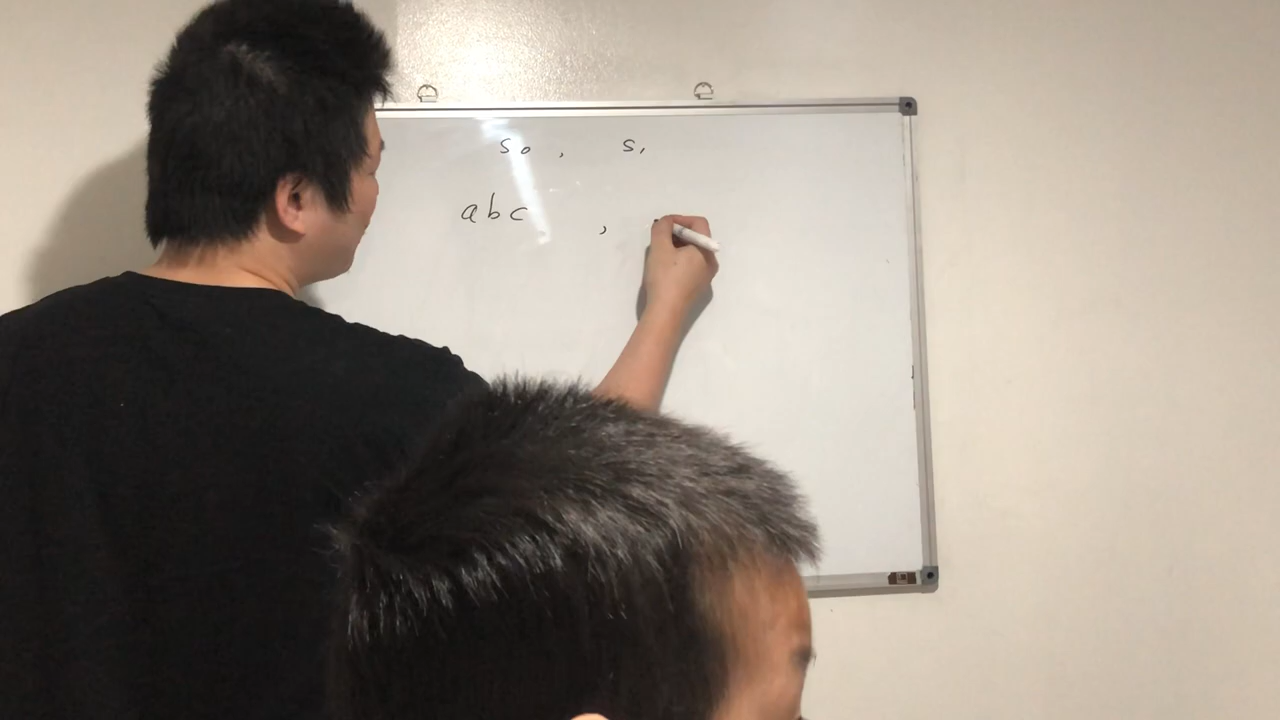 s₀ , s₁
abc ,